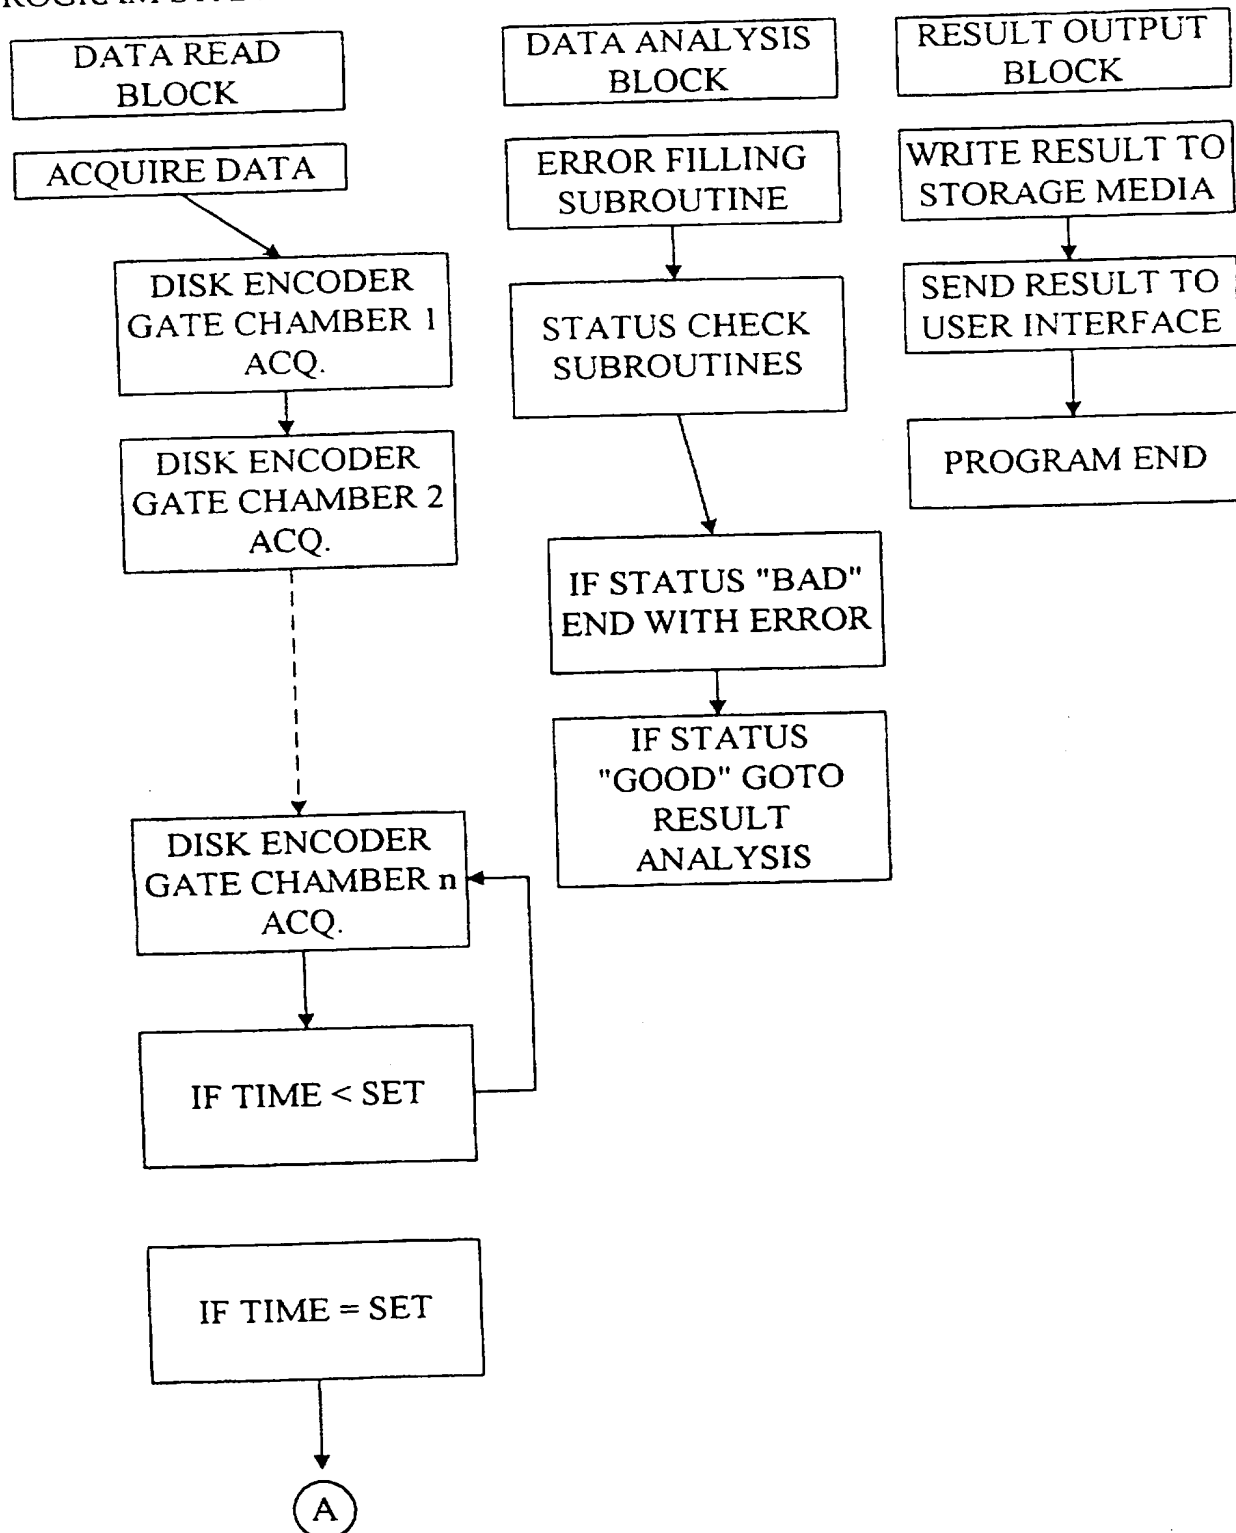 DATA READ
BLOCK
ACQUIRE DATA
DISK ENCODER
GATE CHAMBER 1
ACQ.
DISK ENCODER
GATE CHAMBER 2
ACQ.
DISK ENCODER
GATE CHAMBER n
ACQ.
IF TIME < SET
IF TIME = SET
A
DATA ANALYSIS
BLOCK
ERROR FILLING
SUBROUTINE
STATUS CHECK
SUBROUTINES
IF STATUS "BAD"
END WITH ERROR
IF STATUS
"GOOD" GOTO
RESULT
ANALYSIS
RESULT OUTPUT
BLOCK
WRITE RESULT TO
STORAGE MEDIA
SEND RESULT TO
USER INTERFACE
PROGRAM END